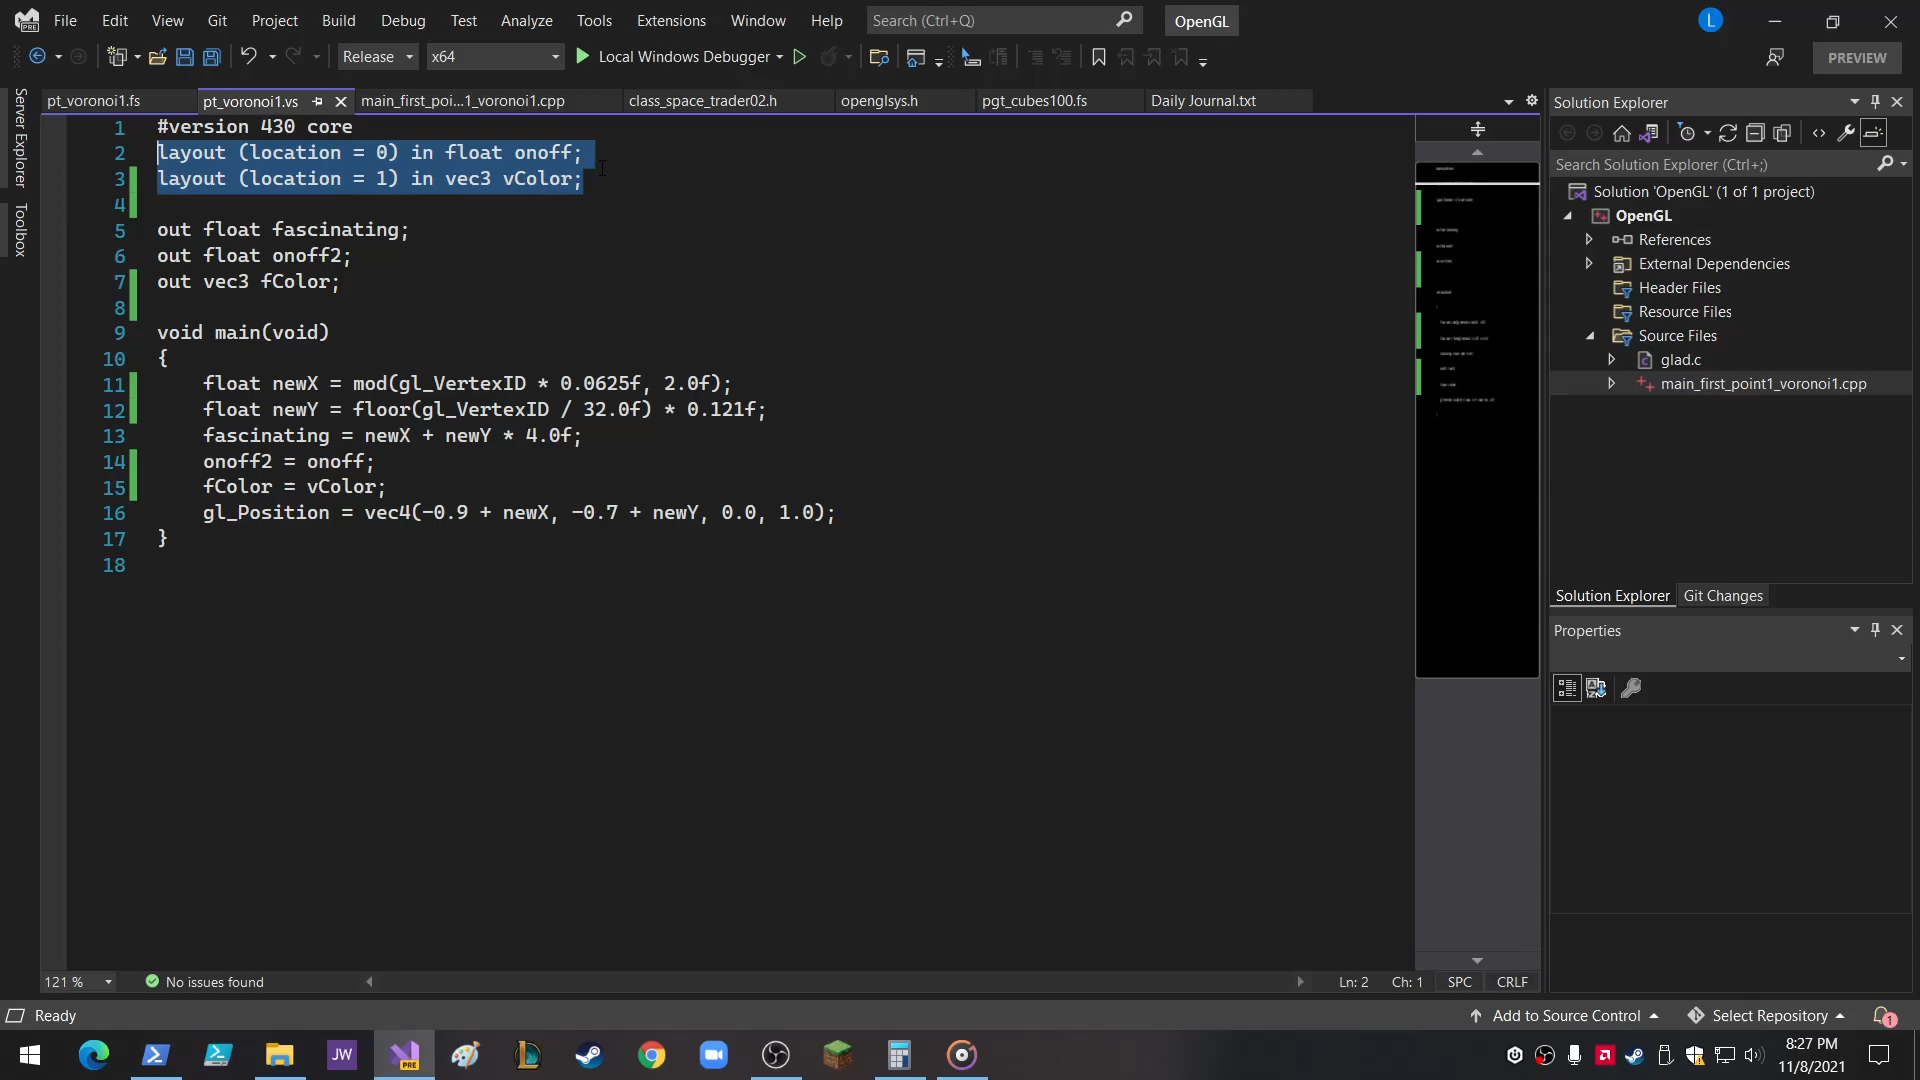 File Edit View Git Project Build Debug Test Analyze Tools Extensions Window Help Search (Ctrl+Q) OpenGL L
Release x64 Local Windows Debugger PREVIEW
Server Explorer
Toolbox
pt_voronoi1.fs pt_voronoi1.vs main_first_poi...1_voronoi1.cpp class_space_trader02.h openglsys.h pgt_cubes100.fs Daily Journal.txt
1 #version 430 core
2 layout (location = 0) in float onoff;
3 layout (location = 1) in vec3 vColor;
4
5 out float fascinating;
6 out float onoff2;
7 out vec3 fColor;
8
9 void main(void)
10 {
11 float newX = mod(gl_VertexID * 0.0625f, 2.0f);
12 float newY = floor(gl_VertexID / 32.0f) * 0.121f;
13 fascinating = newX + newY * 4.0f;
14 onoff2 = onoff;
15 fColor = vColor;
16 gl_Position = vec4(-0.9 + newX, -0.7 + newY, 0.0, 1.0);
17 }
18
Solution Explorer
Search Solution Explorer (Ctrl+;)
Solution 'OpenGL' (1 of 1 project)
OpenGL
References
External Dependencies
Header Files
Resource Files
Source Files
glad.c
main_first_point1_voronoi1.cpp
Solution Explorer Git Changes
Properties
121 % No issues found Ln: 2 Ch: 1 SPC CRLF
Ready Add to Source Control Select Repository 1
JW PRE 8:27 PM
11/8/2021